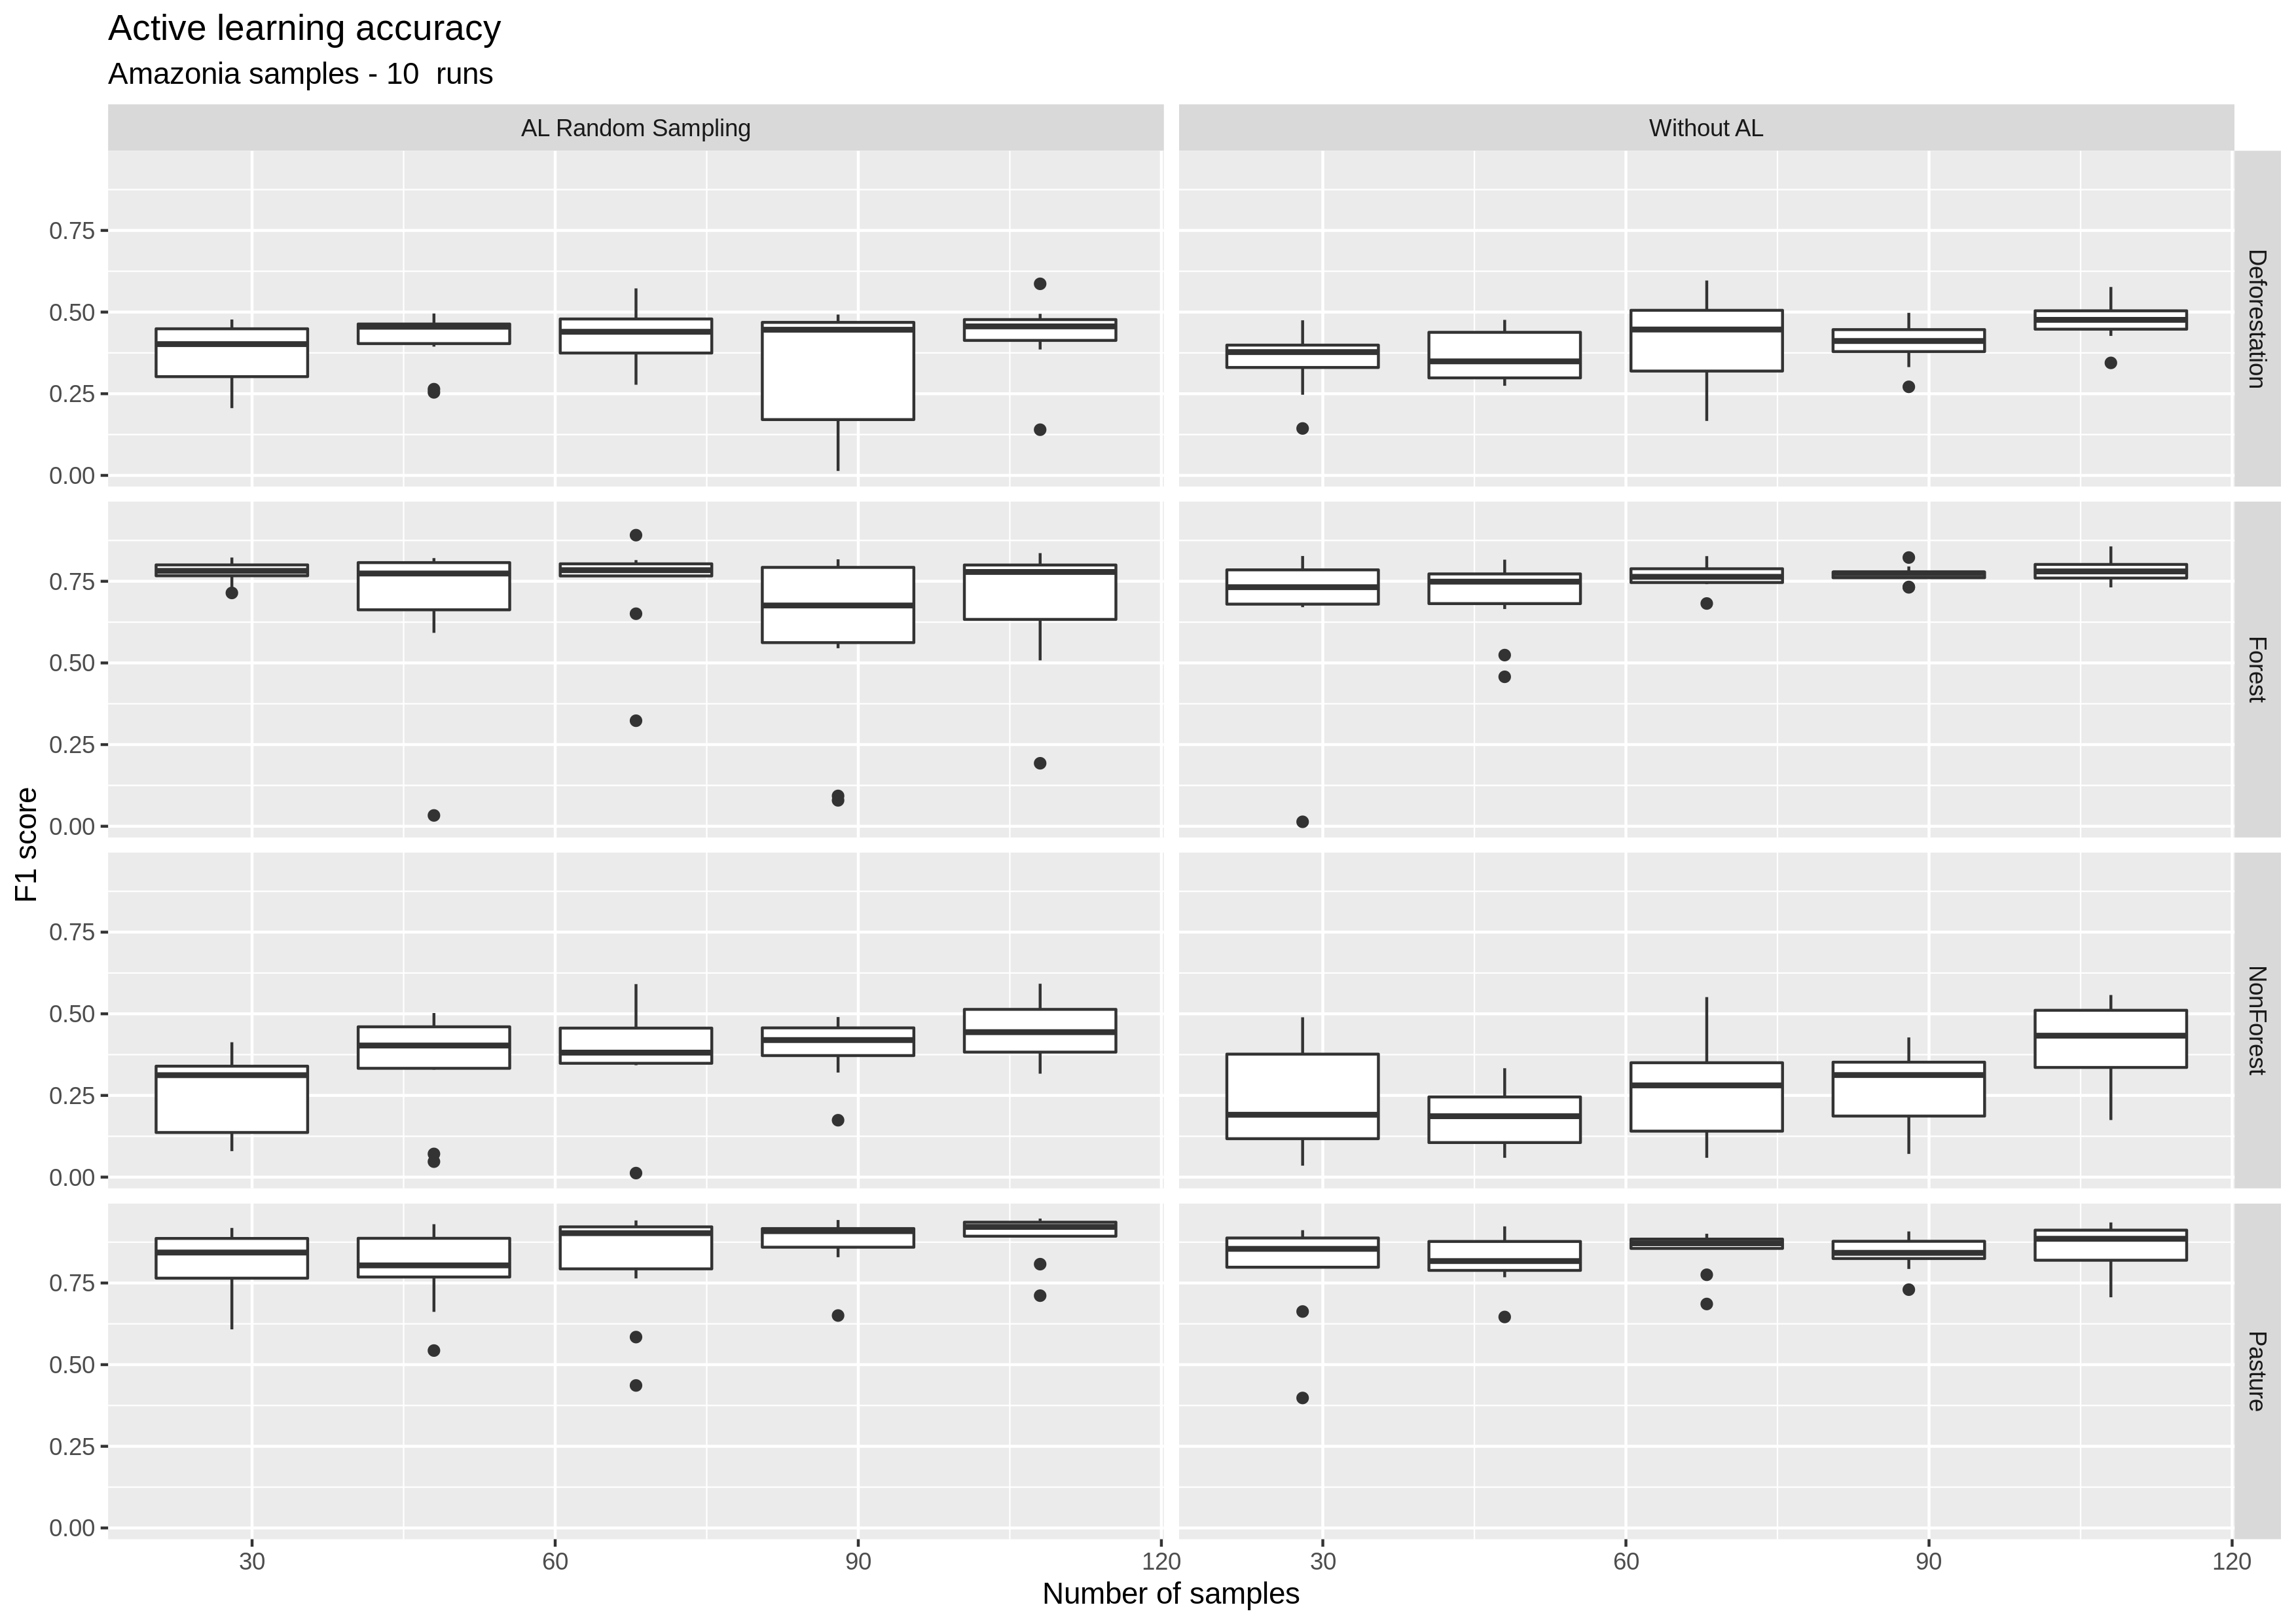 Active learning accuracy
Amazonia samples - 10  runs
AL Random Sampling
Without AL
0.75
0.50
0.25
0.00
Deforestation
0.75
0.50
0.25
0.00
Forest
0.75
0.50
0.25
0.00
NonForest
0.75
0.50
0.25
0.00
Pasture
F1 score
30 60 90 120 30 60 90 120
Number of samples